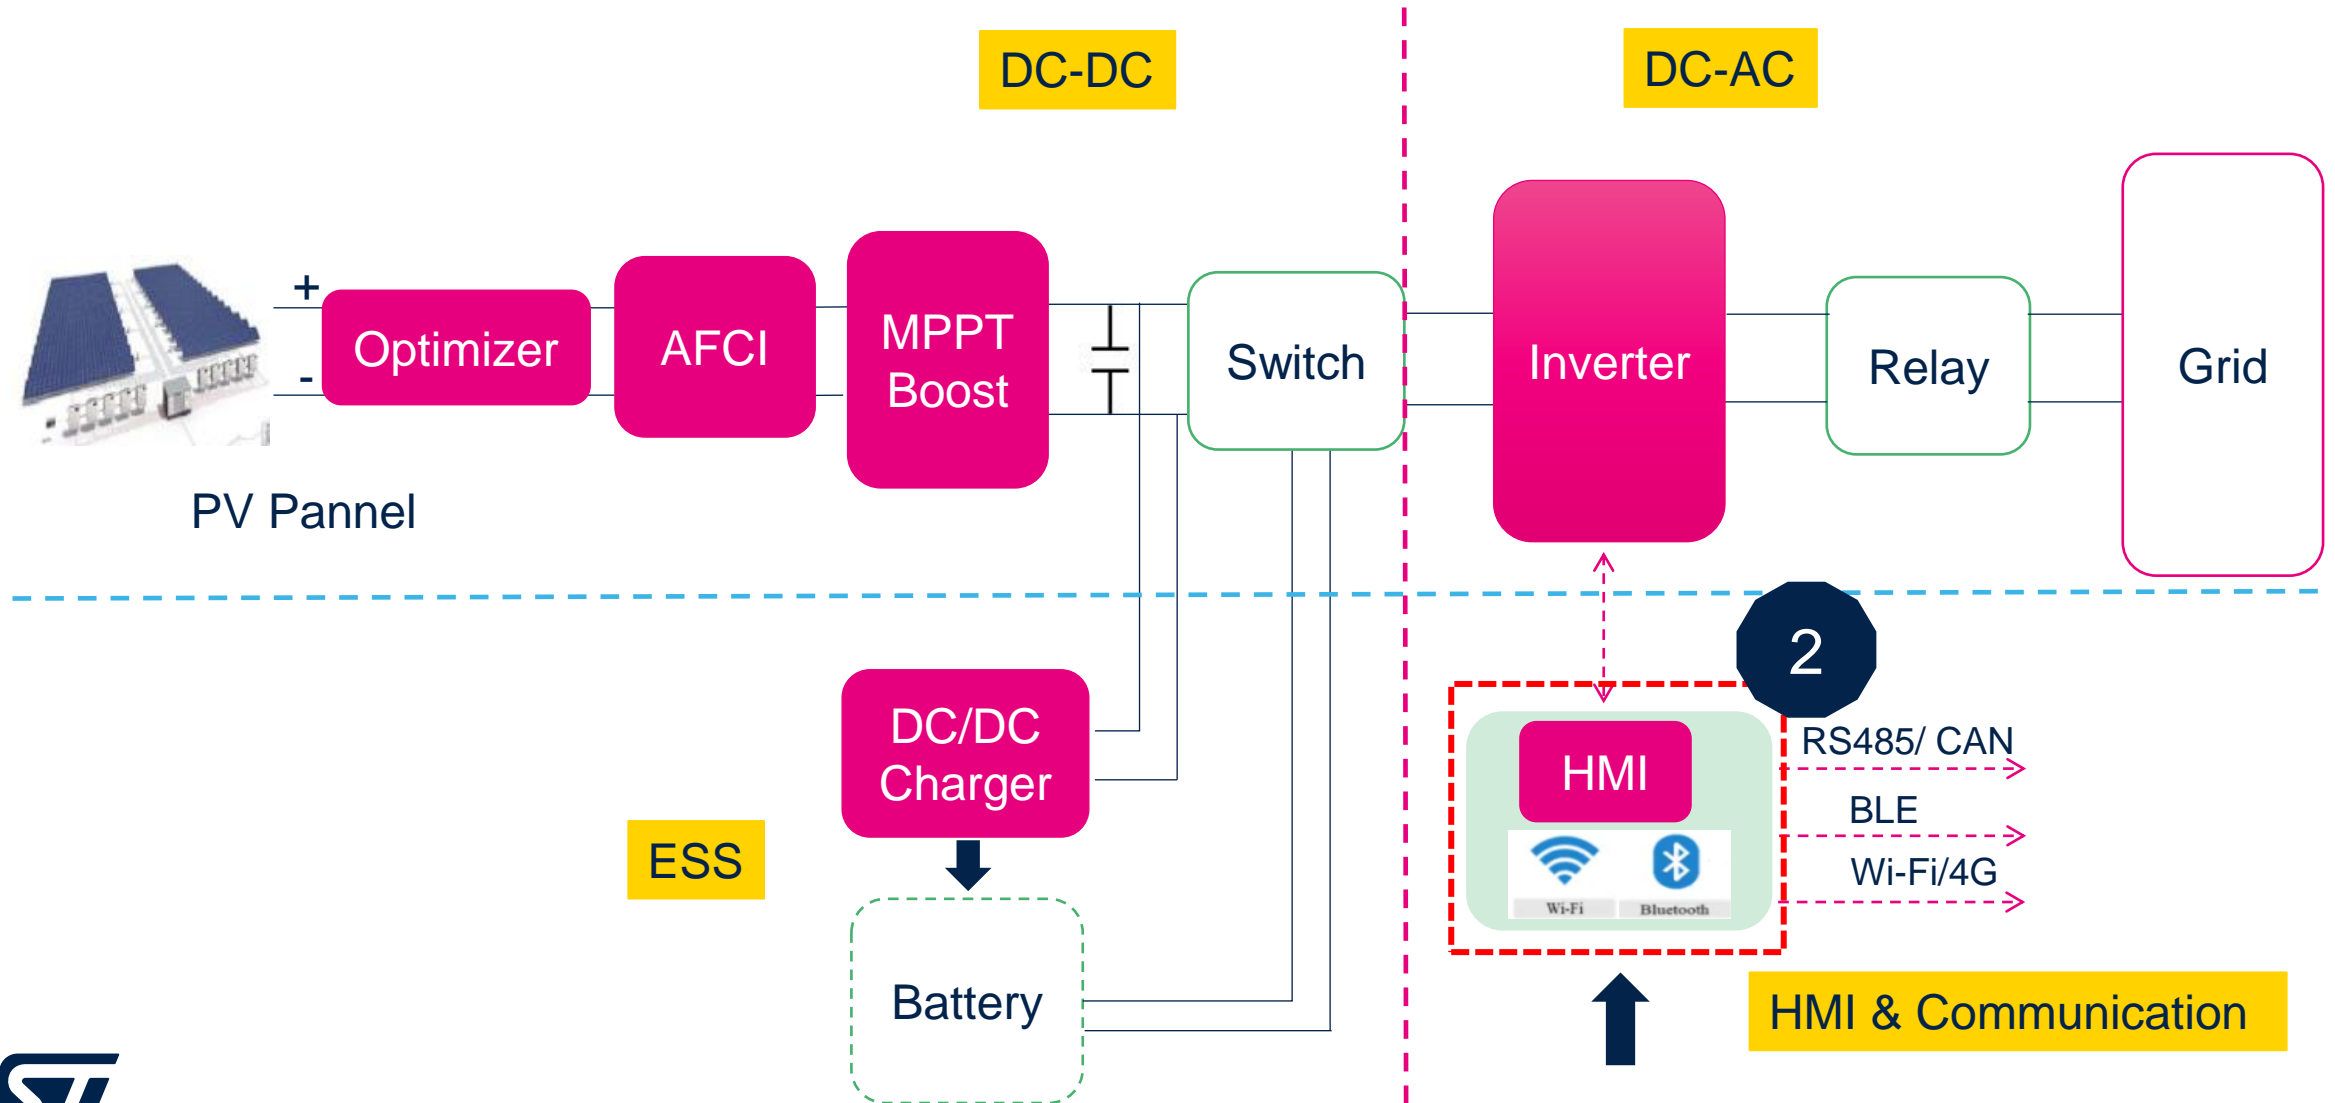 DC-DC
DC-AC
+
-
Optimizer
AFCI
MPPT
Boost
Switch
Inverter
Relay
Grid
PV Pannel
2
DC/DC
Charger
ESS
Battery
HMI
Wi-Fi
Bluetooth
RS485/ CAN
BLE
Wi-Fi/4G
HMI & Communication
ST